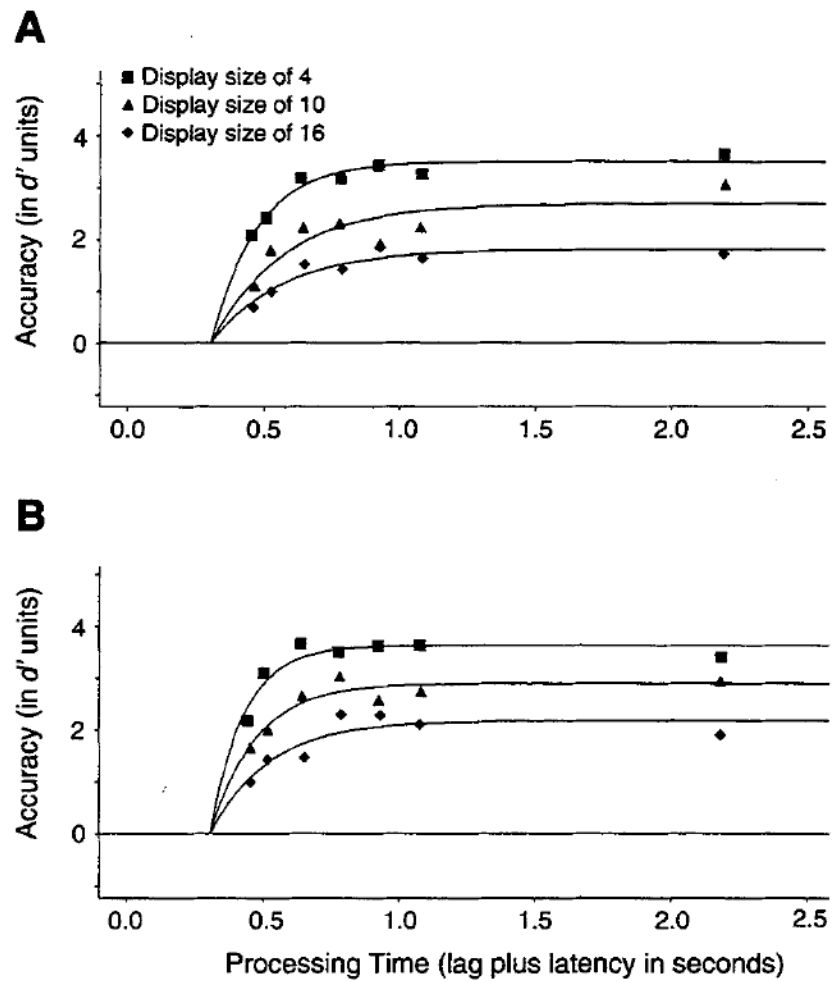 A
■ Display size of 4
▲ Display size of 10
◆ Display size of 16
Accuracy (in d' units)
4
2
0
0.0 0.5 1.0 1.5 2.0 2.5
B
Accuracy (in d' units)
4
2
0
0.0 0.5 1.0 1.5 2.0 2.5
Processing Time (lag plus latency in seconds)